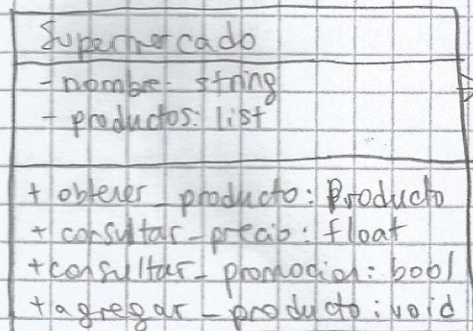 Supermercado
- nombre: string
- productos: list
+ obtener_producto: Producto
+ consultar_precio: float
+ consultar_promocion: bool
+ agregar_producto: void